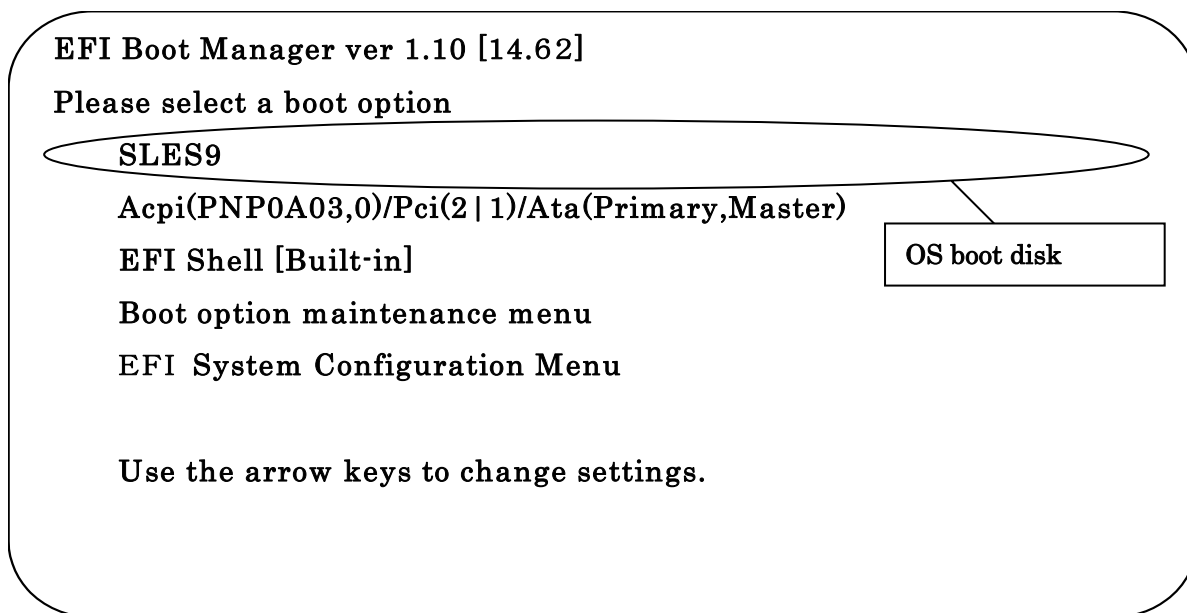 EFI Boot Manager ver 1.10 [14.62]
Please select a boot option
SLES9
Acpi(PNP0A03,0)/Pci(2|1)/Ata(Primary,Master)
OS boot disk
EFI Shell [Built-in]
Boot option maintenance menu
EFI System Configuration Menu
Use the arrow keys to change settings.